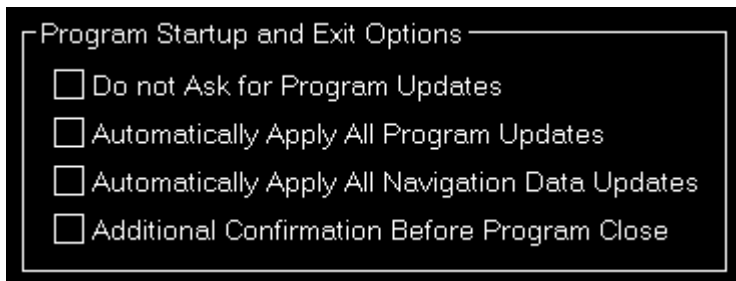 Program Startup and Exit Options
Do not Ask for Program Updates
Automatically Apply All Program Updates
Automatically Apply All Navigation Data Updates
Additional Confirmation Before Program Close